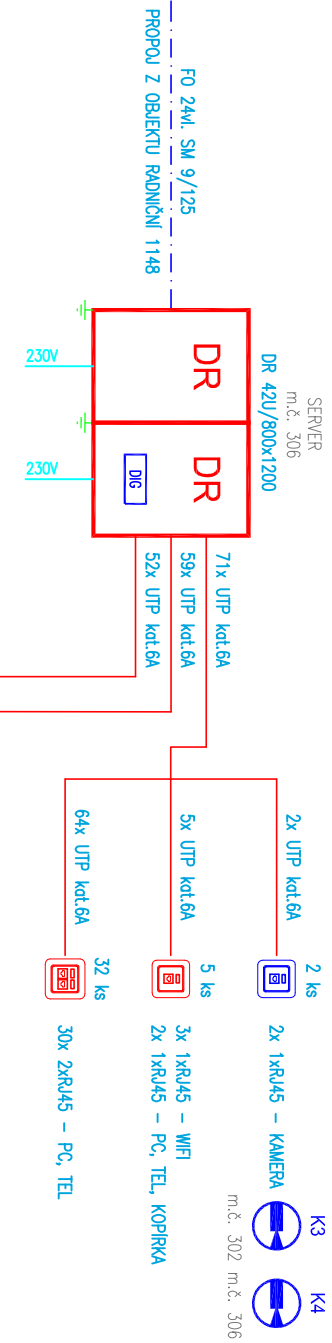 FO 24vl. SM 9/125
PROPOJ Z OBJEKTU RADNIČNÍ 1148
SERVER
m.č. 306
DR 42U/800x1200
DR
DR
DIG
230V
230V
71x UTP kat.6A
59x UTP kat.6A
52x UTP kat.6A
2x UTP kat.6A
2 ks
2x 1xRJ45 – KAMERA
K3
m.č. 302
K4
m.č. 306
5x UTP kat.6A
5 ks
3x 1xRJ45 – WIFI
2x 1xRJ45 – PC, TEL, KOPÍRKA
64x UTP kat.6A
32 ks
30x 2xRJ45 – PC, TEL